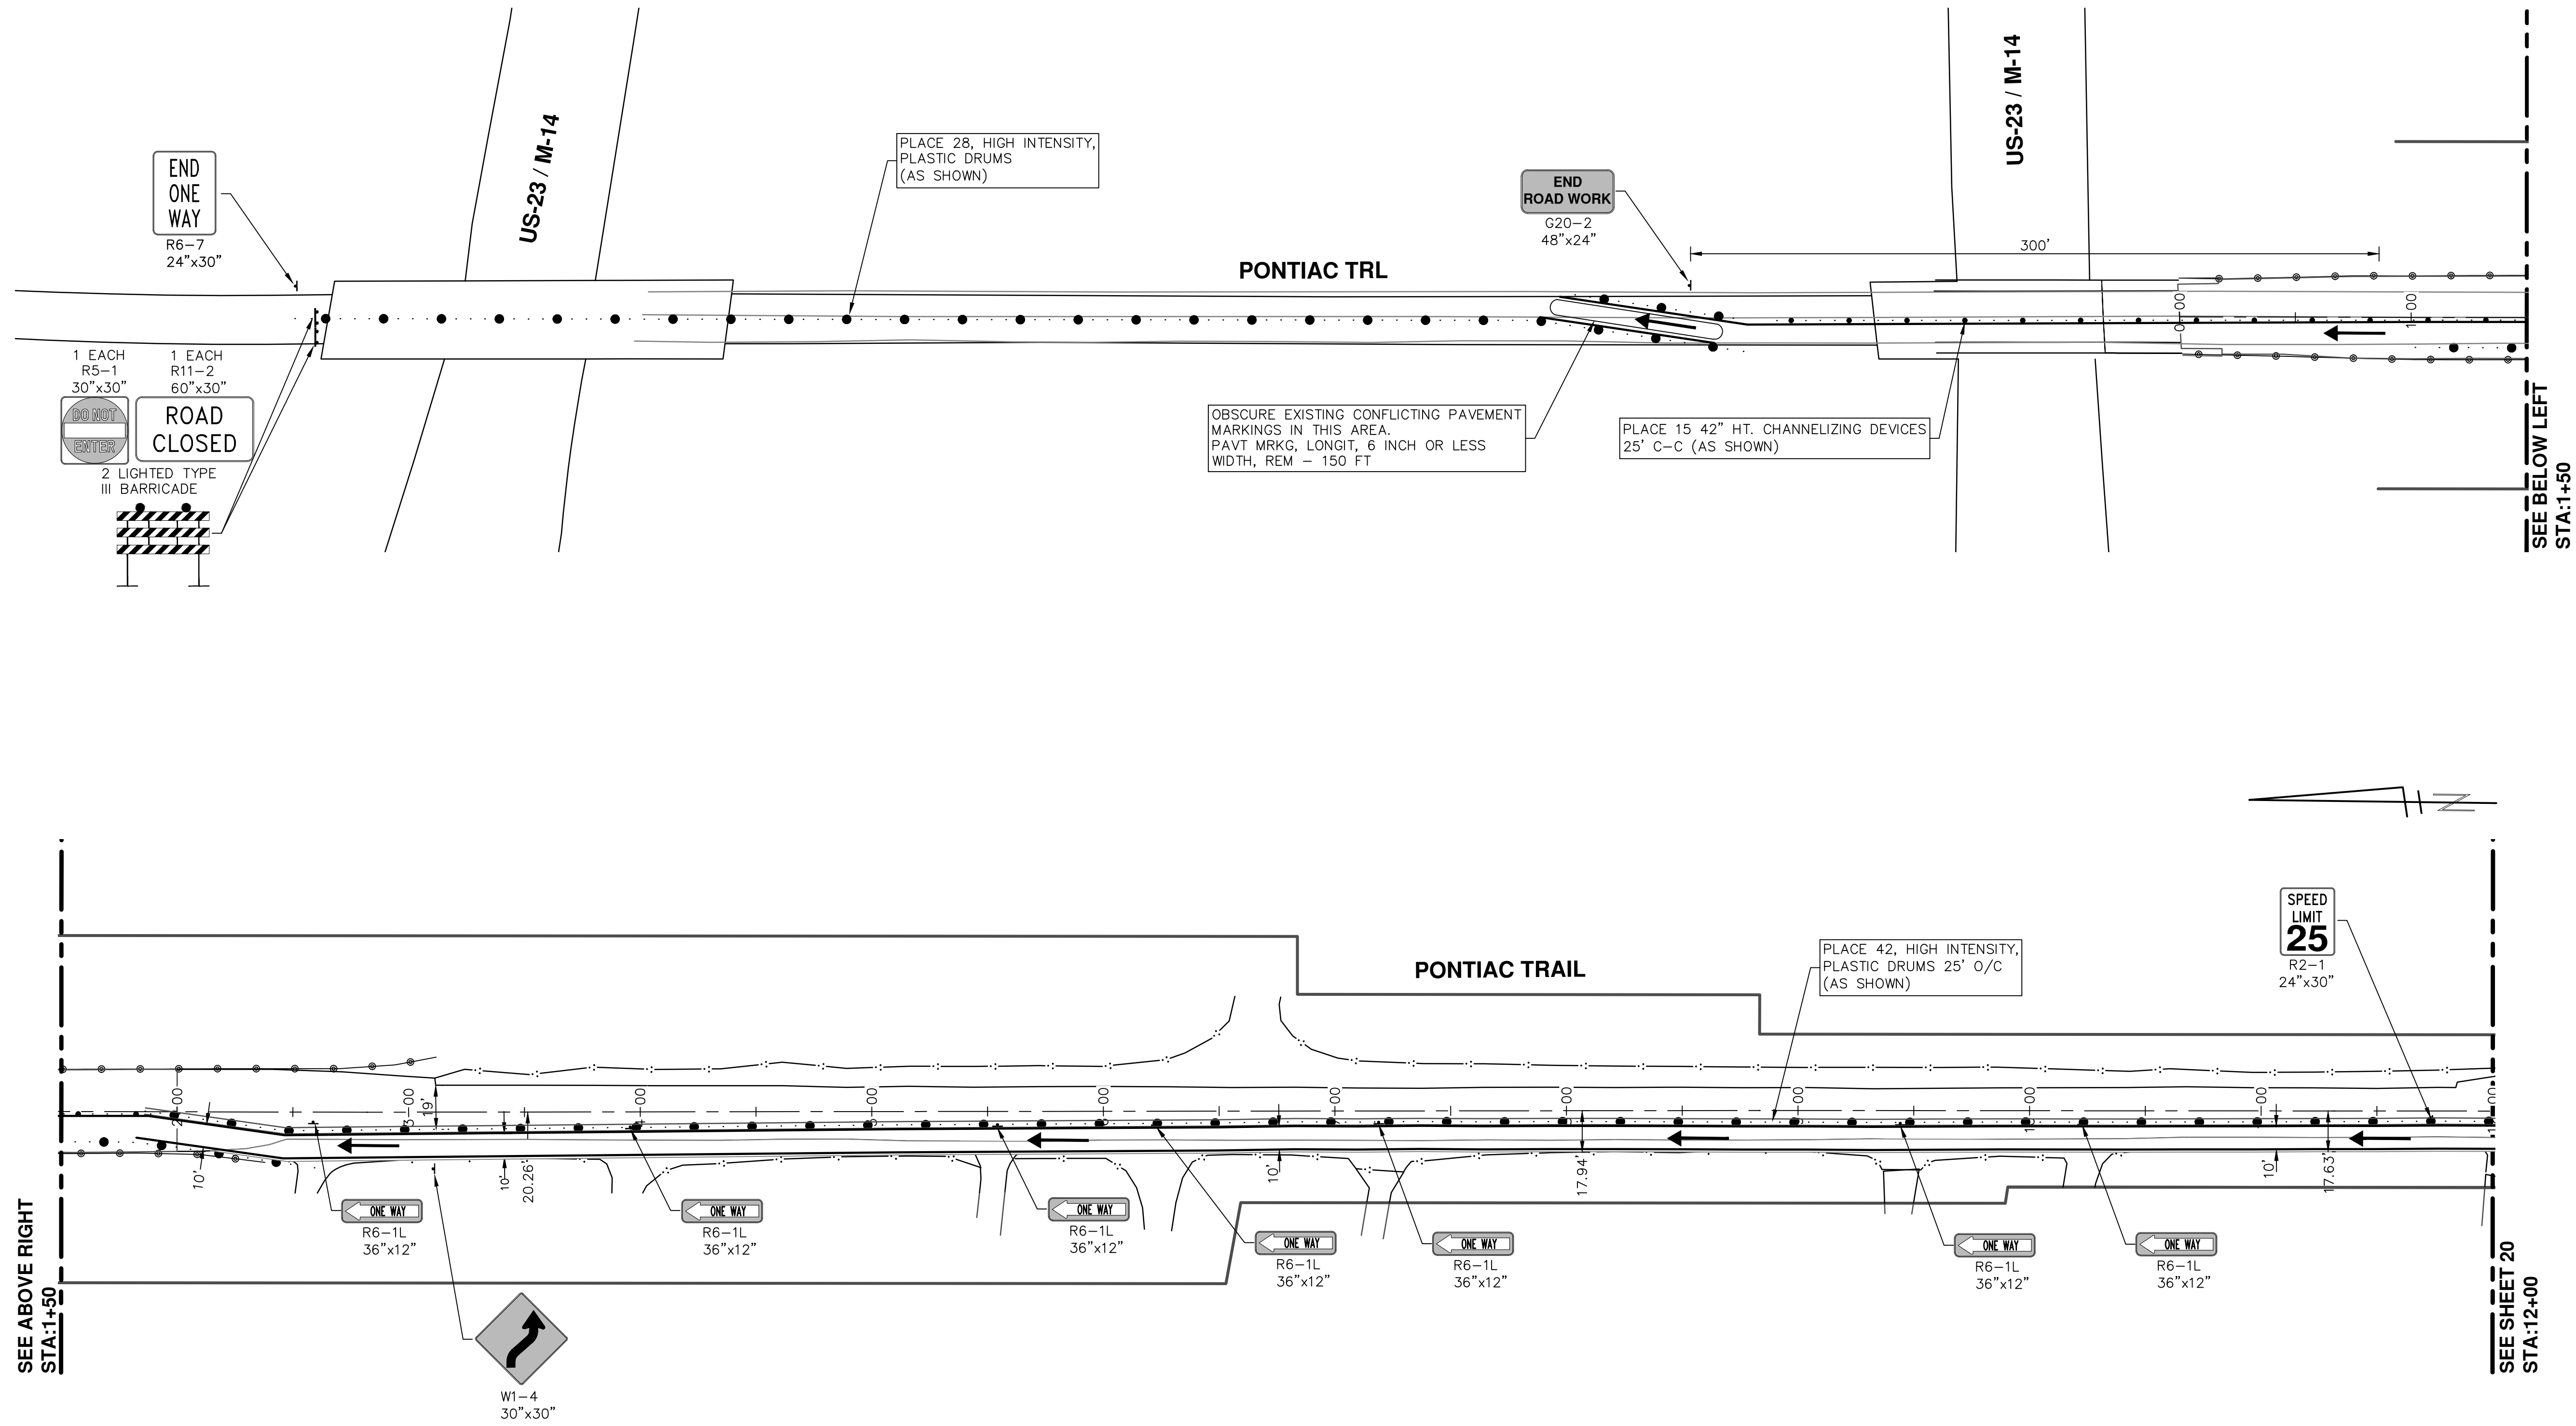 US-23 / M-14
US-23 / M-14
END
ONE
WAY
R6-7
24"x30"
PLACE 28, HIGH INTENSITY,
PLASTIC DRUMS
(AS SHOWN)
END
ROAD WORK
G20-2
48"x24"
300'
PONTIAC TRL
0+00
1+00
1 EACH
R5-1
30"x30"
1 EACH
R11-2
60"x30"
DO NOT
ENTER
ROAD
CLOSED
2 LIGHTED TYPE
III BARRICADE
OBSCURE EXISTING CONFLICTING PAVEMENT
MARKINGS IN THIS AREA.
PAVT MRKG, LONGIT, 6 INCH OR LESS
WIDTH, REM - 150 FT
PLACE 15 42" HT. CHANNELIZING DEVICES
25' C-C (AS SHOWN)
SEE BELOW LEFT
STA:1+50
N
SPEED
LIMIT
25
R2-1
24"x30"
PONTIAC TRAIL
PLACE 42, HIGH INTENSITY,
PLASTIC DRUMS 25' O/C
(AS SHOWN)
19'
10'
10'
20.26'
10'
17.94'
10'
17.63'
ONE WAY
R6-1L
36"x12"
ONE WAY
R6-1L
36"x12"
ONE WAY
R6-1L
36"x12"
ONE WAY
R6-1L
36"x12"
ONE WAY
R6-1L
36"x12"
ONE WAY
R6-1L
36"x12"
ONE WAY
R6-1L
36"x12"
SEE ABOVE RIGHT
STA:1+50
W1-4
30"x30"
SEE SHEET 20
STA:12+00